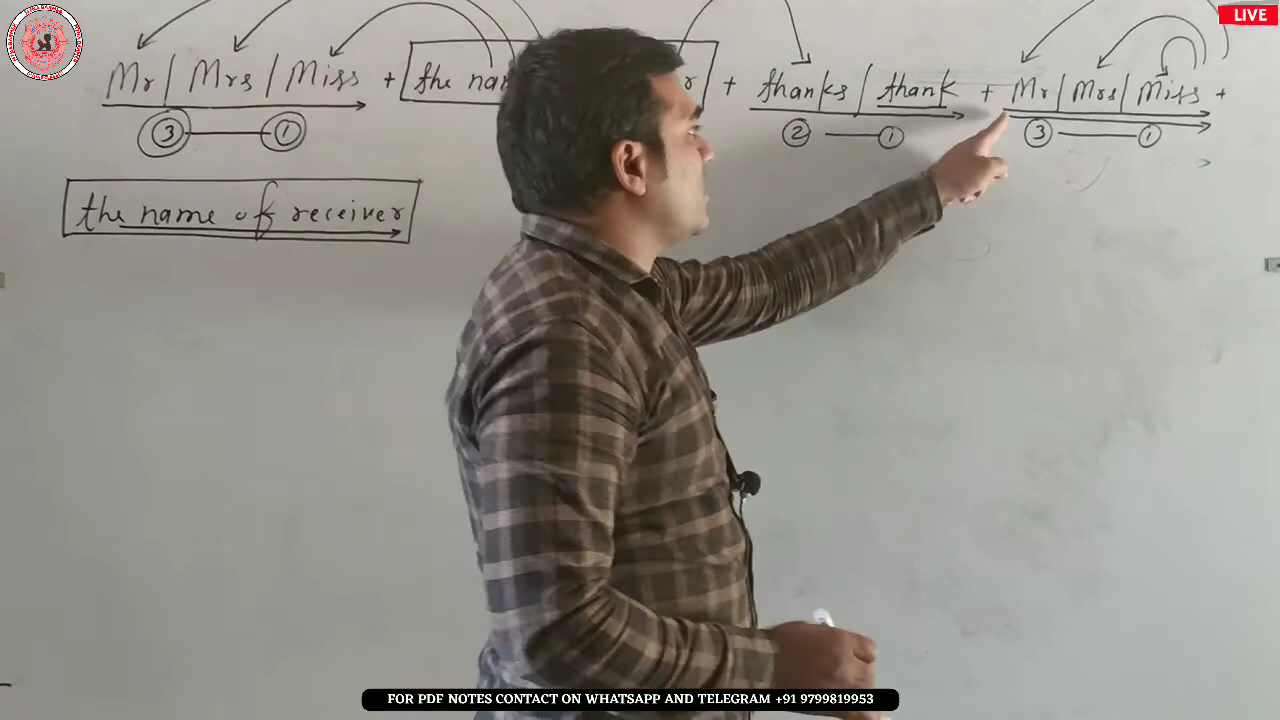 LIVE
Mr / Mrs / Miss + the nam r + thanks / thank + Mr / Mrs / Miss +
③ — ① ② — ① ③ — ①
the name of receiver
FOR PDF NOTES CONTACT ON WHATSAPP AND TELEGRAM +91 9799819953